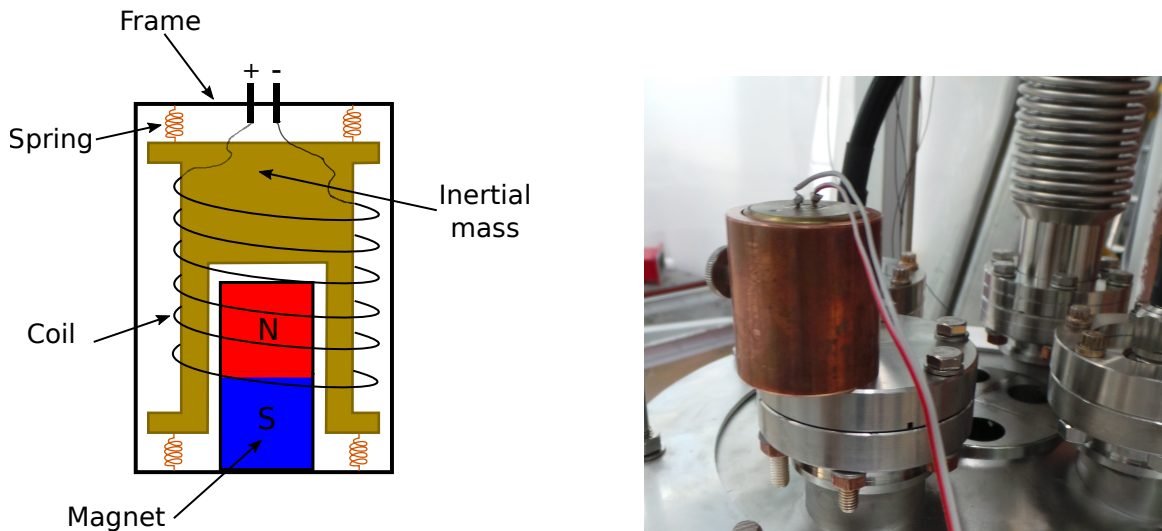 Frame
+ -
Spring
Inertial
mass
Coil
N
S
Magnet